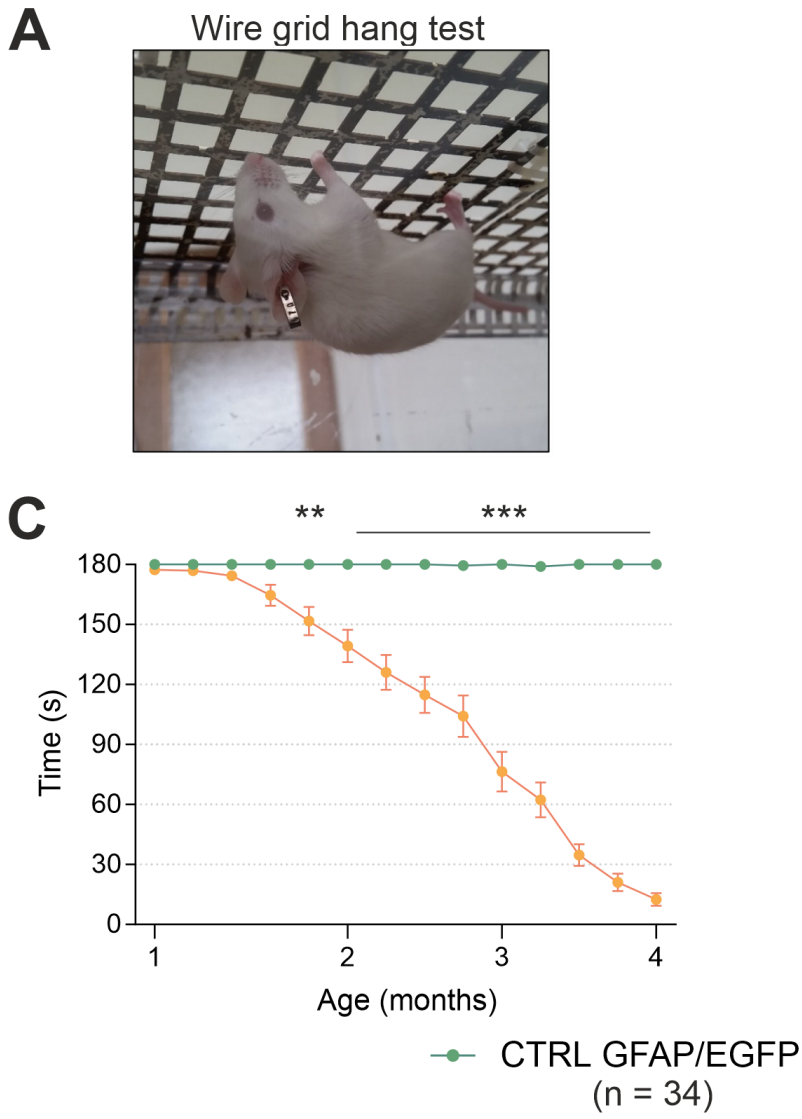 A
Wire grid hang test
C
** ***
180
150
120
90
60
30
0
Time (s)
1 2 3 4
Age (months)
CTRL GFAP/EGFP
(n = 34)